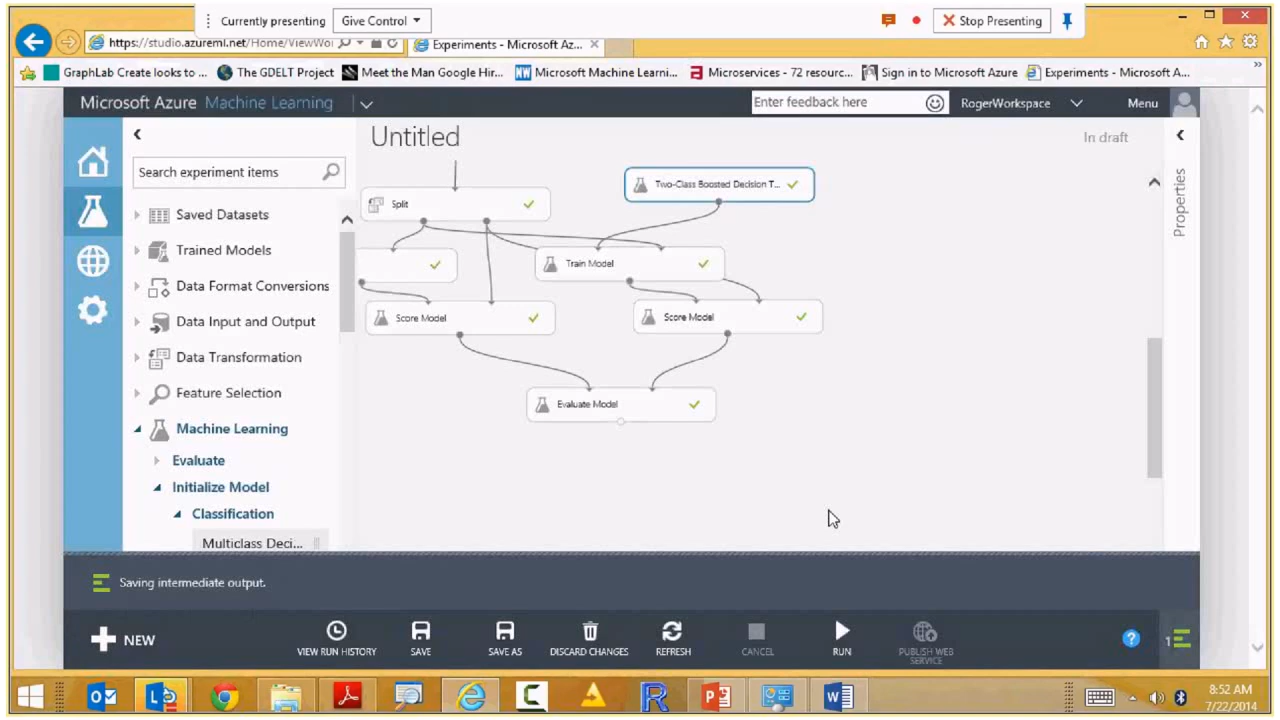 Currently presenting
Give Control
Stop Presenting
https://studio.azureml.net/Home/ViewWor
Experiments - Microsoft Az...
GraphLab Create looks to ...
The GDELT Project
Meet the Man Google Hir...
Microsoft Machine Learni...
Microservices - 72 resourc...
Sign in to Microsoft Azure
Experiments - Microsoft A...
Microsoft Azure Machine Learning
Enter feedback here
RogerWorkspace
Menu
Untitled
In draft
Properties
Search experiment items
Saved Datasets
Trained Models
Data Format Conversions
Data Input and Output
Data Transformation
Feature Selection
Machine Learning
Evaluate
Initialize Model
Classification
Multiclass Deci...
Two-Class Boosted Decision T...
Split
Train Model
Score Model
Score Model
Evaluate Model
Saving intermediate output.
NEW
VIEW RUN HISTORY
SAVE
SAVE AS
DISCARD CHANGES
REFRESH
CANCEL
RUN
PUBLISH WEB
SERVICE
1
8:52 AM
7/22/2014